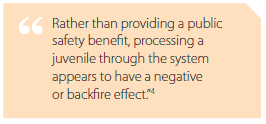 “
Rather than providing a public
safety benefit, processing a
juvenile through the system
appears to have a negative
or backfire effect.”4